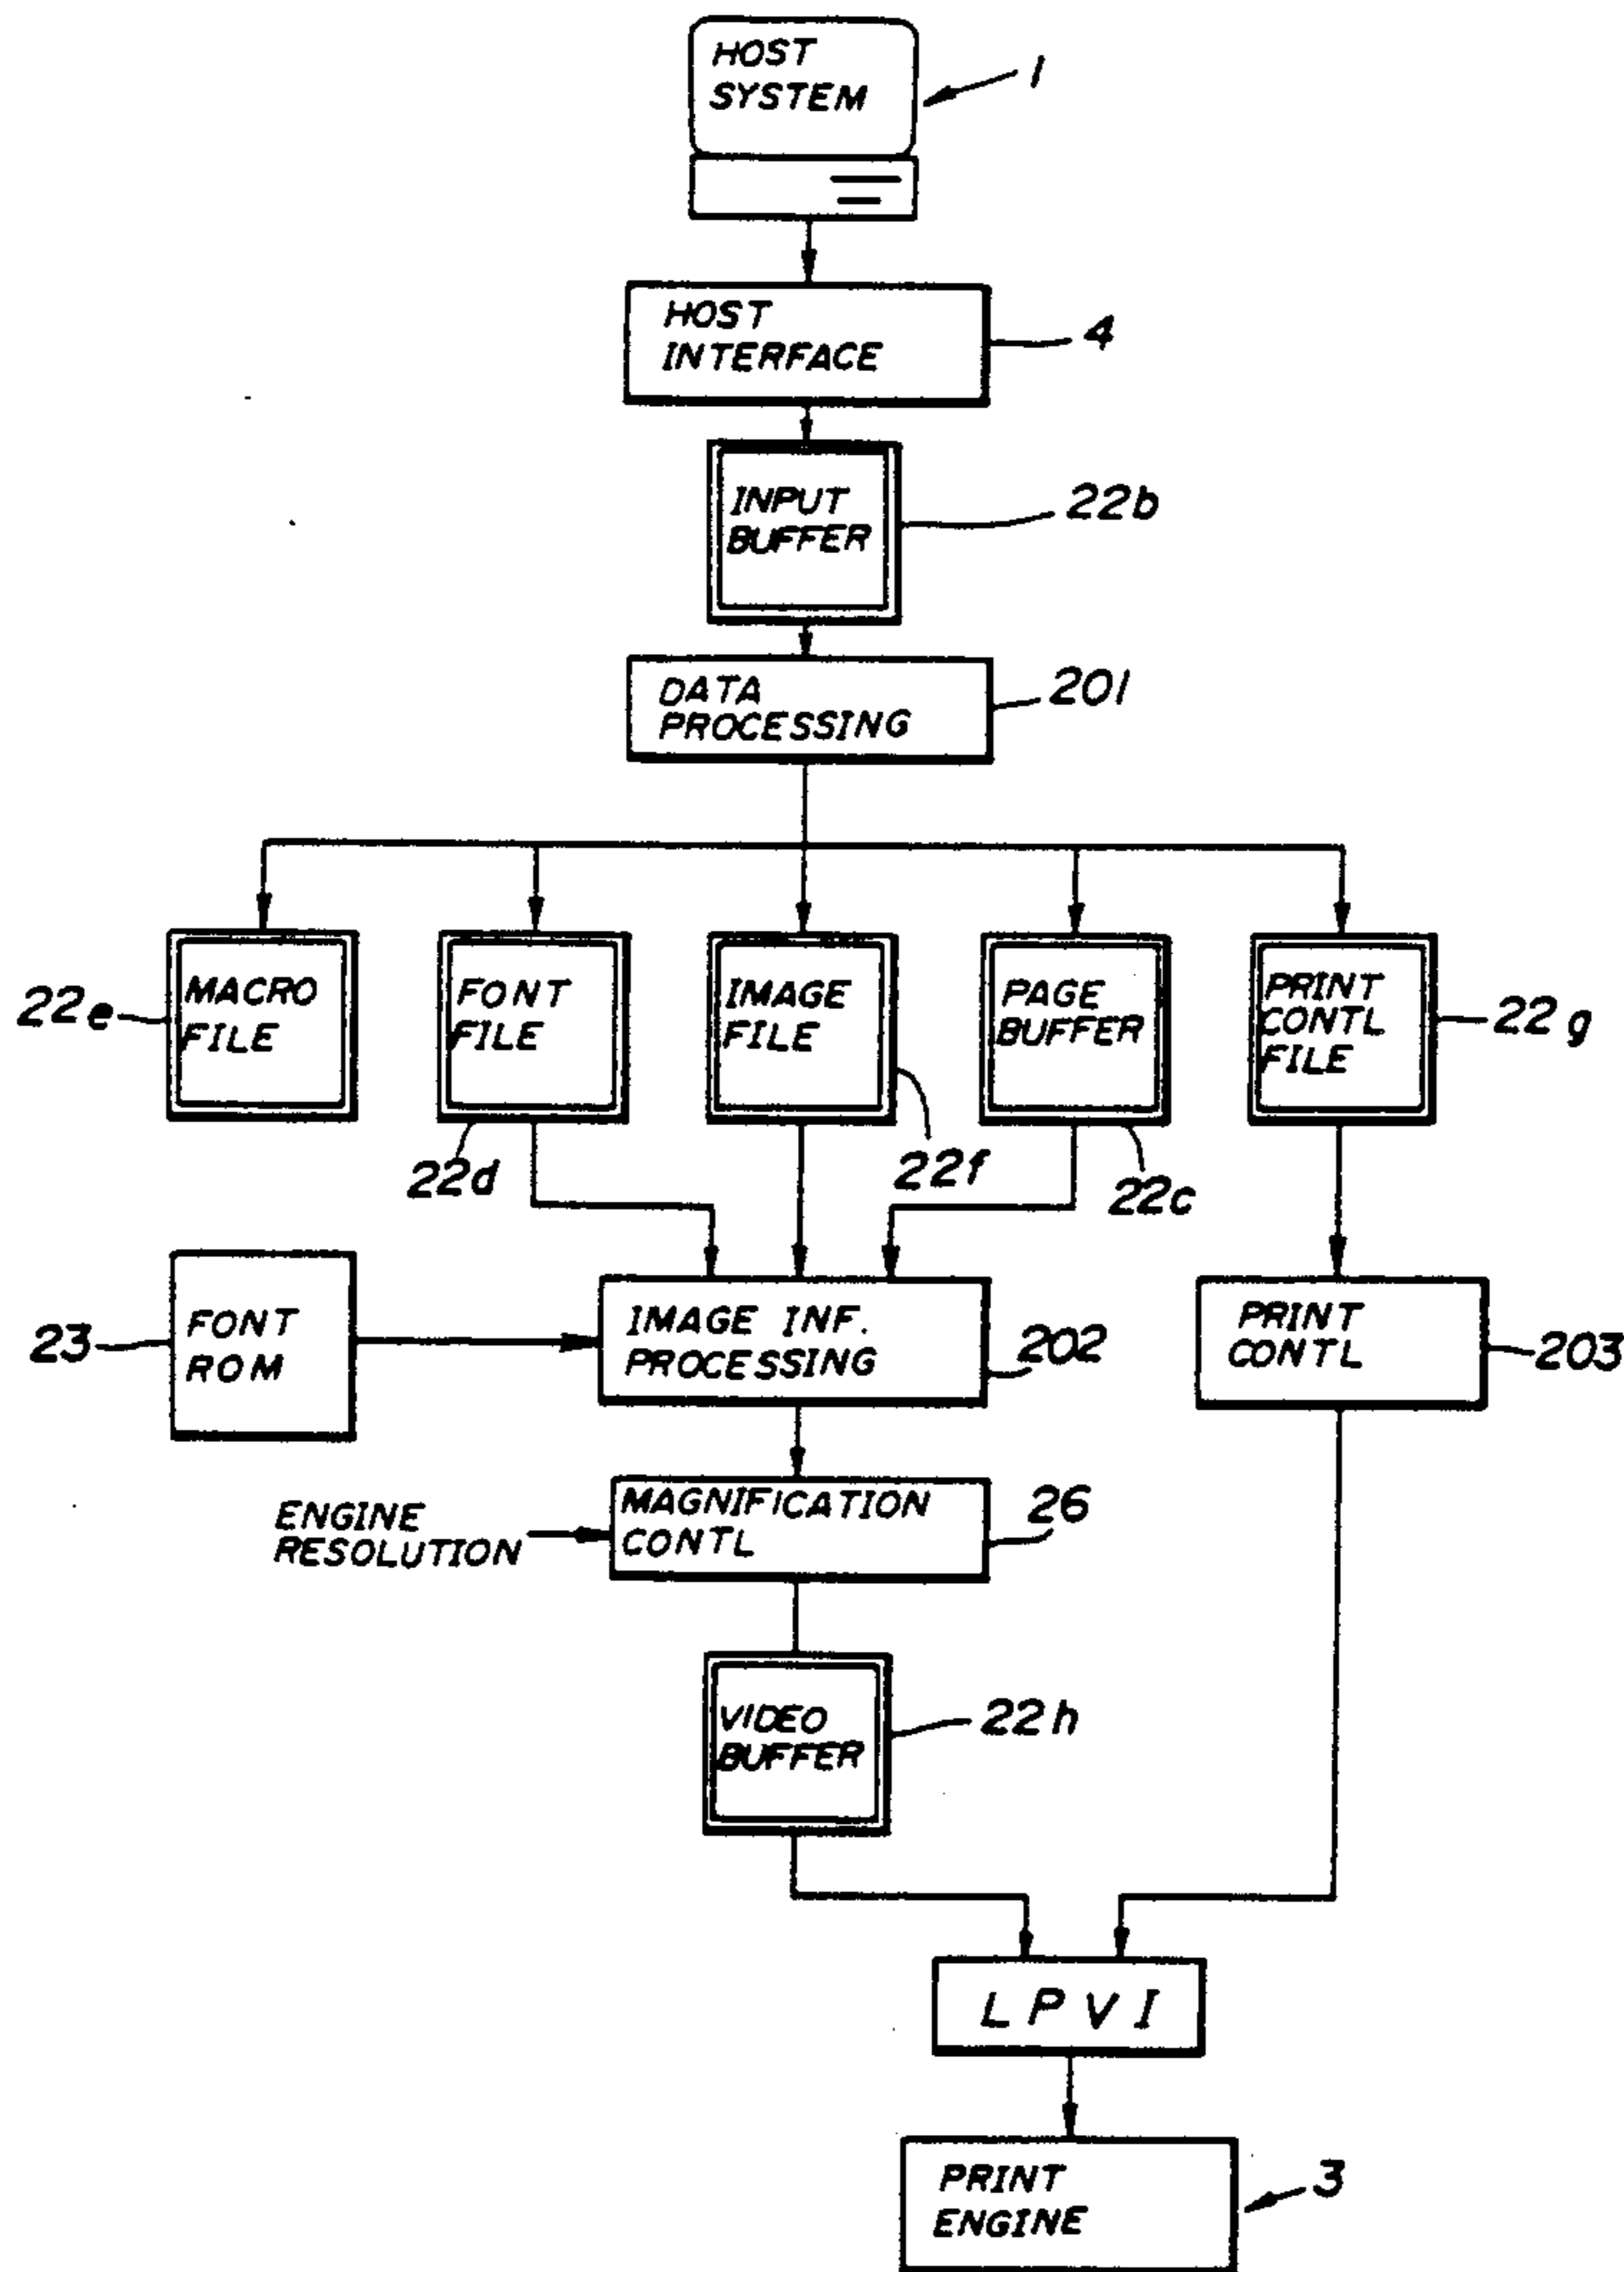 HOST
SYSTEM
1
HOST
INTERFACE
4
INPUT
BUFFER
22b
DATA
PROCESSING
201
22e
MACRO
FILE
FONT
FILE
IMAGE
FILE
PAGE
BUFFER
PRINT
CONTL
FILE
22g
22d
22f
22c
23
FONT
ROM
IMAGE INF.
PROCESSING
202
PRINT
CONTL
203
ENGINE
RESOLUTION
MAGNIFICATION
CONTL
26
VIDEO
BUFFER
22h
LPVI
PRINT
ENGINE
3